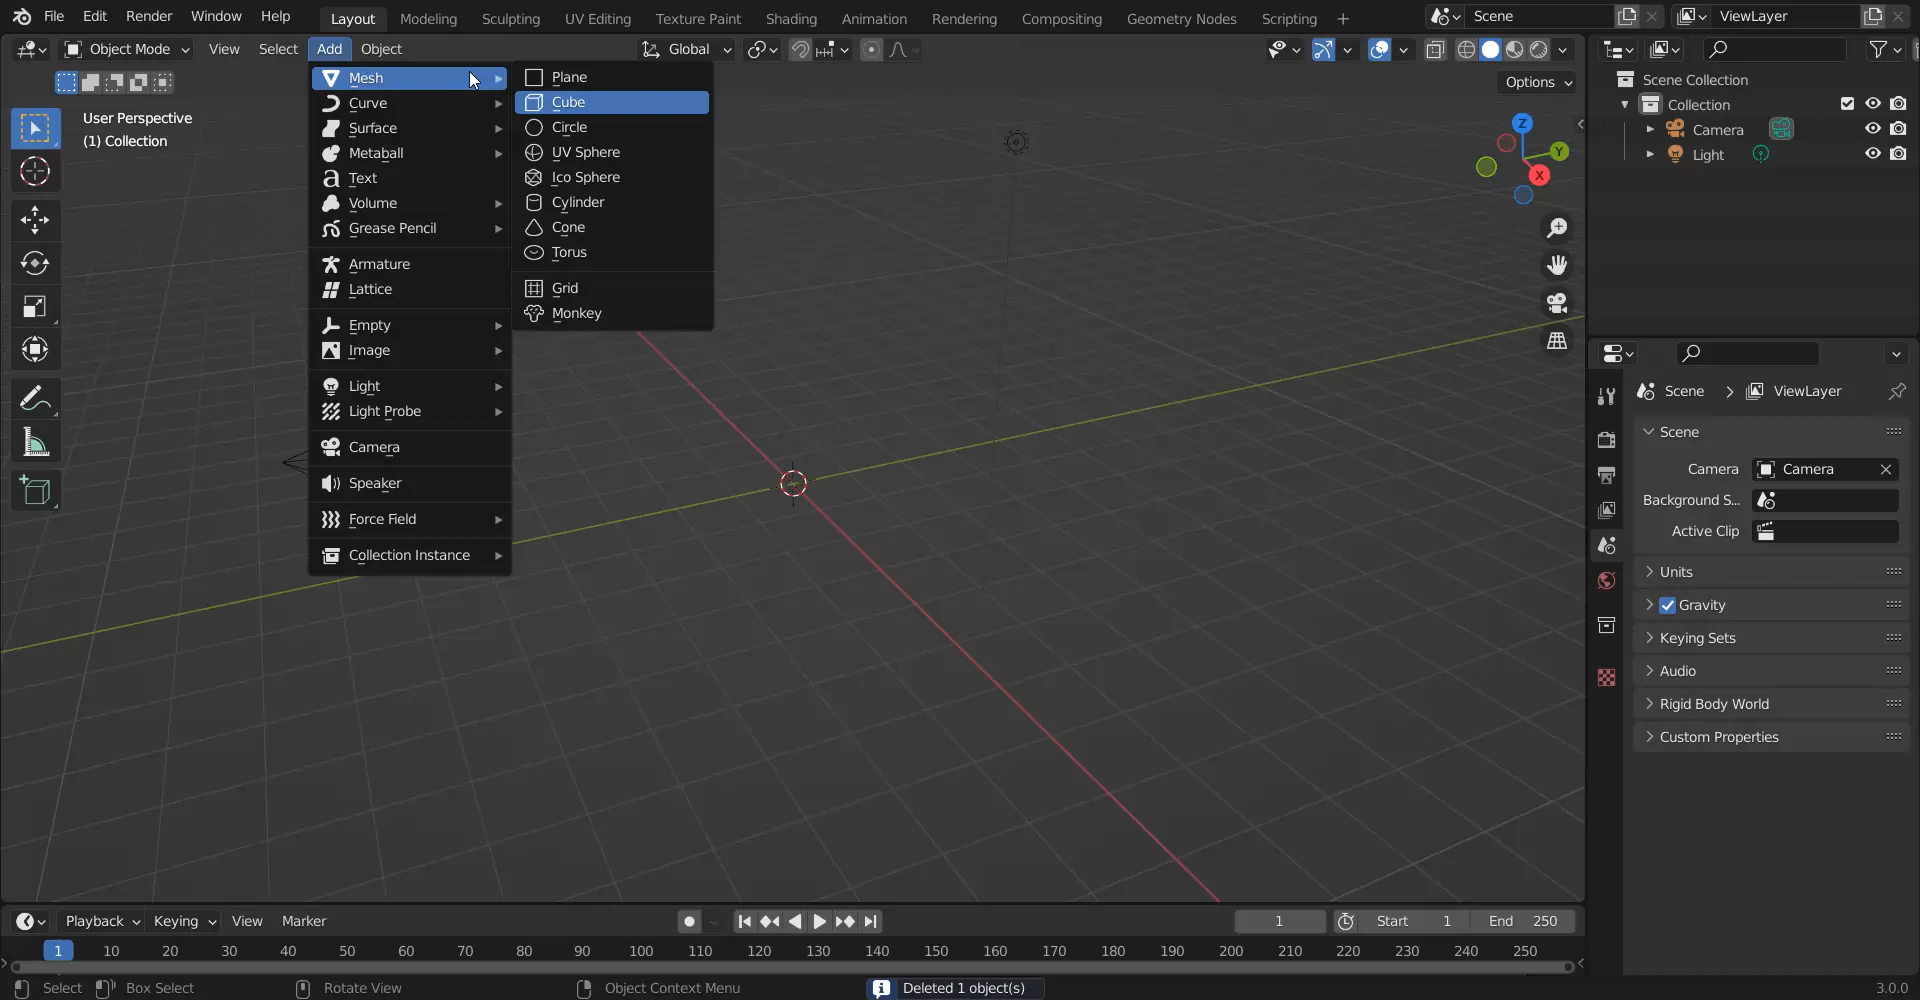 File Edit Render Window Help Layout Modeling Sculpting UV Editing Texture Paint Shading Animation Rendering Compositing Geometry Nodes Scripting + Scene ViewLayer
Object Mode View Select Add Object Global
Options
User Perspective
(1) Collection
Mesh
Curve
Surface
Metaball
Text
Volume
Grease Pencil
Armature
Lattice
Empty
Image
Light
Light Probe
Camera
Speaker
Force Field
Collection Instance
Plane
Cube
Circle
UV Sphere
Ico Sphere
Cylinder
Cone
Torus
Grid
Monkey
Z
Y
X
Scene Collection
Collection
Camera
Light
Scene > ViewLayer
Scene
Camera Camera
Background S...
Active Clip
Units
Gravity
Keying Sets
Audio
Rigid Body World
Custom Properties
Playback Keying View Marker 1 Start 1 End 250
1 10 20 30 40 50 60 70 80 90 100 110 120 130 140 150 160 170 180 190 200 210 220 230 240 250
Select Box Select Rotate View Object Context Menu Deleted 1 object(s) 3.0.0